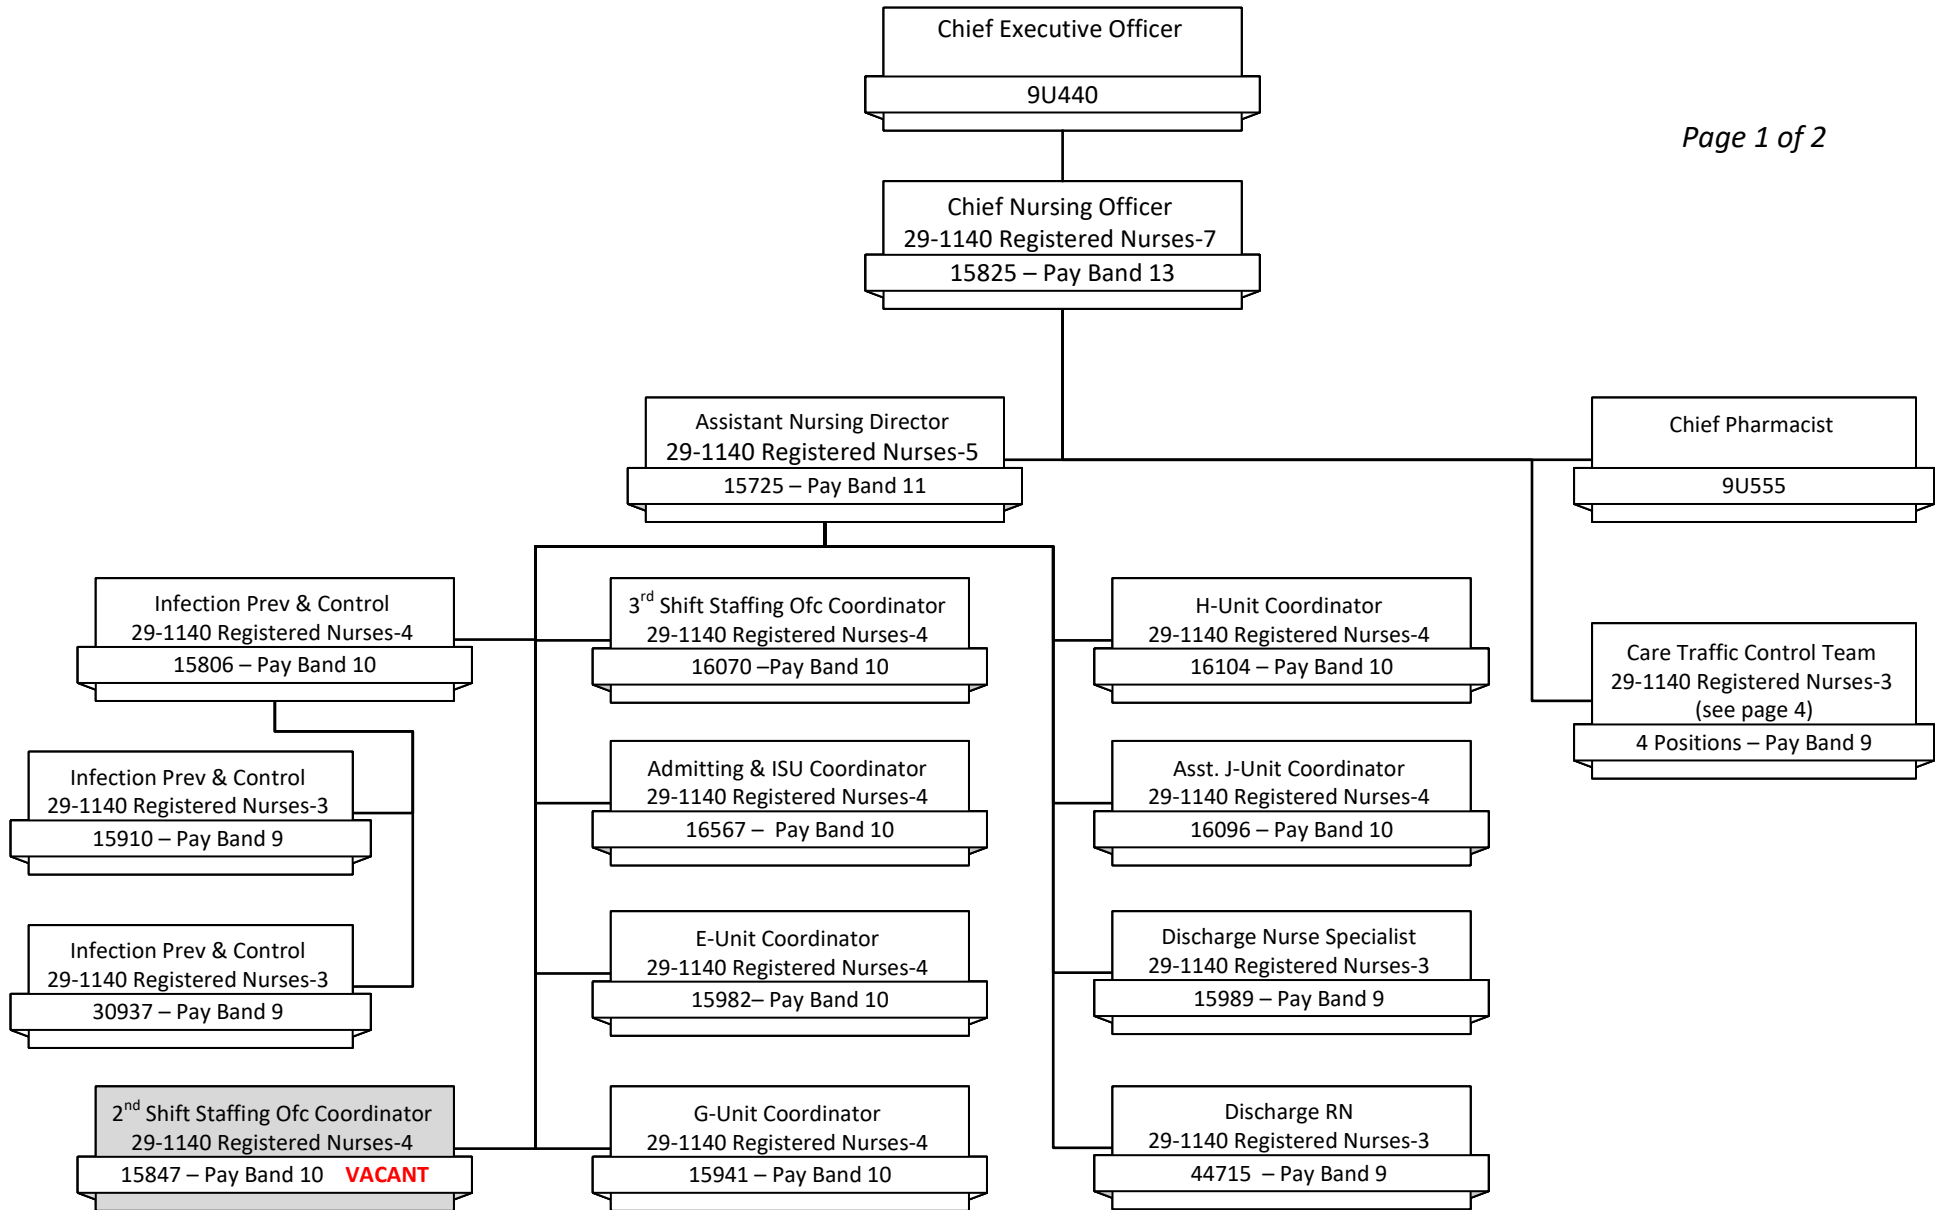 Chief Executive Officer
9U440
Page 1 of 2
Chief Nursing Officer
29-1140 Registered Nurses-7
15825 – Pay Band 13
Assistant Nursing Director
29-1140 Registered Nurses-5
15725 – Pay Band 11
Chief Pharmacist
9U555
Infection Prev & Control
29-1140 Registered Nurses-4
15806 – Pay Band 10
3rd Shift Staffing Ofc Coordinator
29-1140 Registered Nurses-4
16070 –Pay Band 10
H-Unit Coordinator
29-1140 Registered Nurses-4
16104 – Pay Band 10
Care Traffic Control Team
29-1140 Registered Nurses-3
(see page 4)
4 Positions – Pay Band 9
Infection Prev & Control
29-1140 Registered Nurses-3
15910 – Pay Band 9
Admitting & ISU Coordinator
29-1140 Registered Nurses-4
16567 –  Pay Band 10
Asst. J-Unit Coordinator
29-1140 Registered Nurses-4
16096 – Pay Band 10
Infection Prev & Control
29-1140 Registered Nurses-3
30937 – Pay Band 9
E-Unit Coordinator
29-1140 Registered Nurses-4
15982– Pay Band 10
Discharge Nurse Specialist
29-1140 Registered Nurses-3
15989 – Pay Band 9
2nd Shift Staffing Ofc Coordinator
29-1140 Registered Nurses-4
15847 – Pay Band 10   VACANT
G-Unit Coordinator
29-1140 Registered Nurses-4
15941 – Pay Band 10
Discharge RN
29-1140 Registered Nurses-3
44715  – Pay Band 9